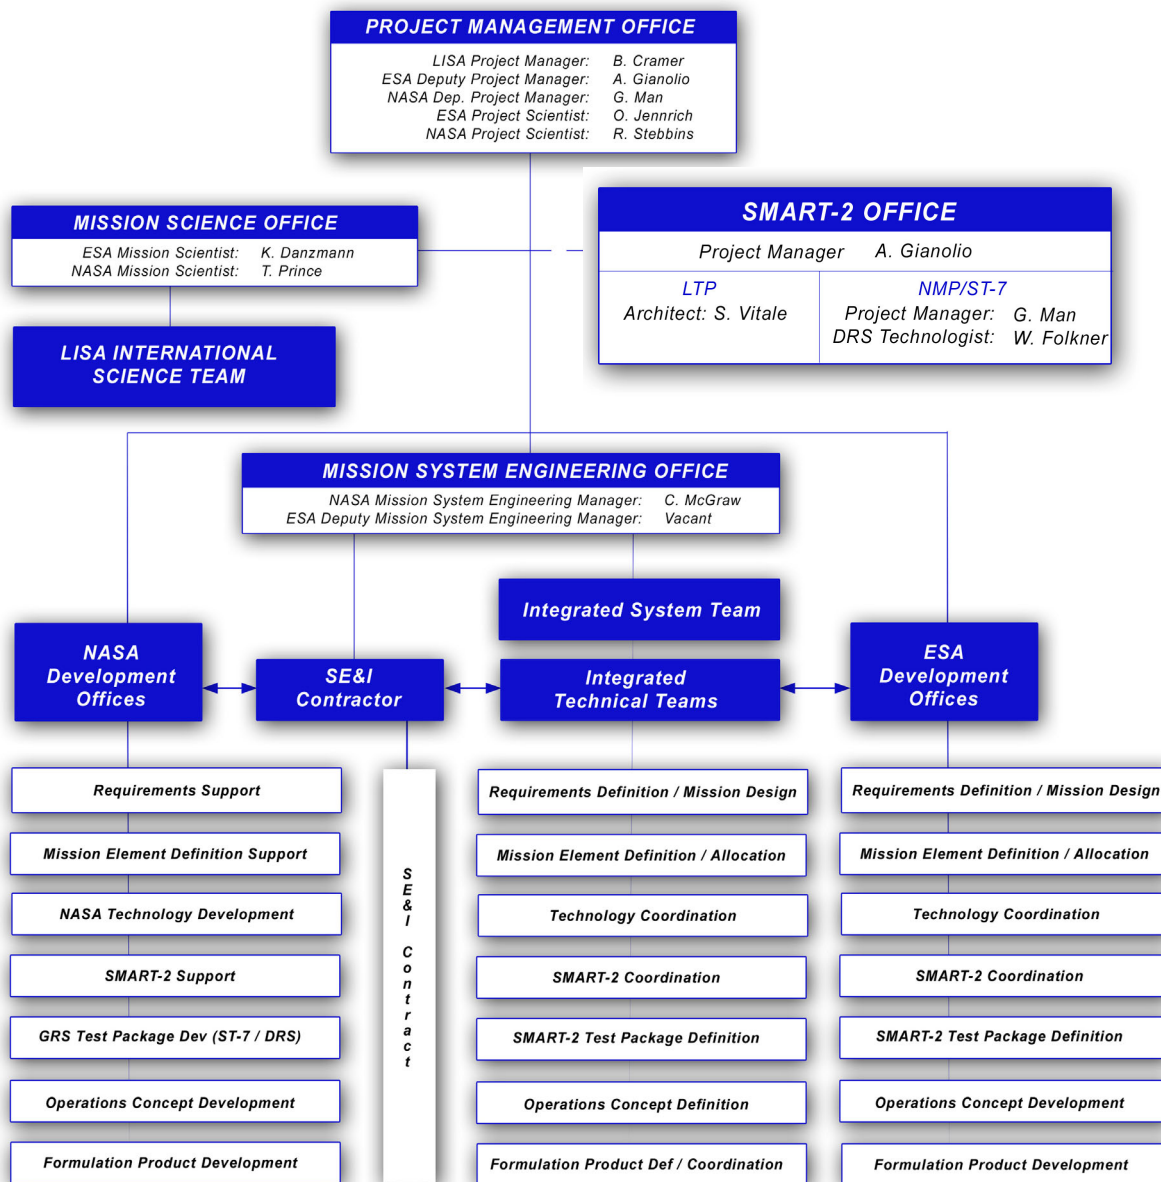 PROJECT MANAGEMENT OFFICE
LISA Project Manager: B. Cramer
ESA Deputy Project Manager: A. Gianolio
NASA Dep. Project Manager: G. Man
ESA Project Scientist: O. Jennrich
NASA Project Scientist: R. Stebbins
MISSION SCIENCE OFFICE
ESA Mission Scientist: K. Danzmann
NASA Mission Scientist: T. Prince
SMART-2 OFFICE
Project Manager A. Gianolio
LTP
Architect: S. Vitale
NMP/ST-7
Project Manager: G. Man
DRS Technologist: W. Folkner
LISA INTERNATIONAL
SCIENCE TEAM
MISSION SYSTEM ENGINEERING OFFICE
NASA Mission System Engineering Manager: C. McGraw
ESA Deputy Mission System Engineering Manager: Vacant
Integrated System Team
NASA
Development
Offices
SE&I
Contractor
Integrated
Technical Teams
ESA
Development
Offices
Requirements Support
Mission Element Definition Support
NASA Technology Development
SMART-2 Support
GRS Test Package Dev (ST-7 / DRS)
Operations Concept Development
Formulation Product Development
SE&I Contract
Requirements Definition / Mission Design
Mission Element Definition / Allocation
Technology Coordination
SMART-2 Coordination
SMART-2 Test Package Definition
Operations Concept Definition
Formulation Product Def / Coordination
Requirements Definition / Mission Design
Mission Element Definition / Allocation
Technology Coordination
SMART-2 Coordination
SMART-2 Test Package Definition
Operations Concept Development
Formulation Product Development